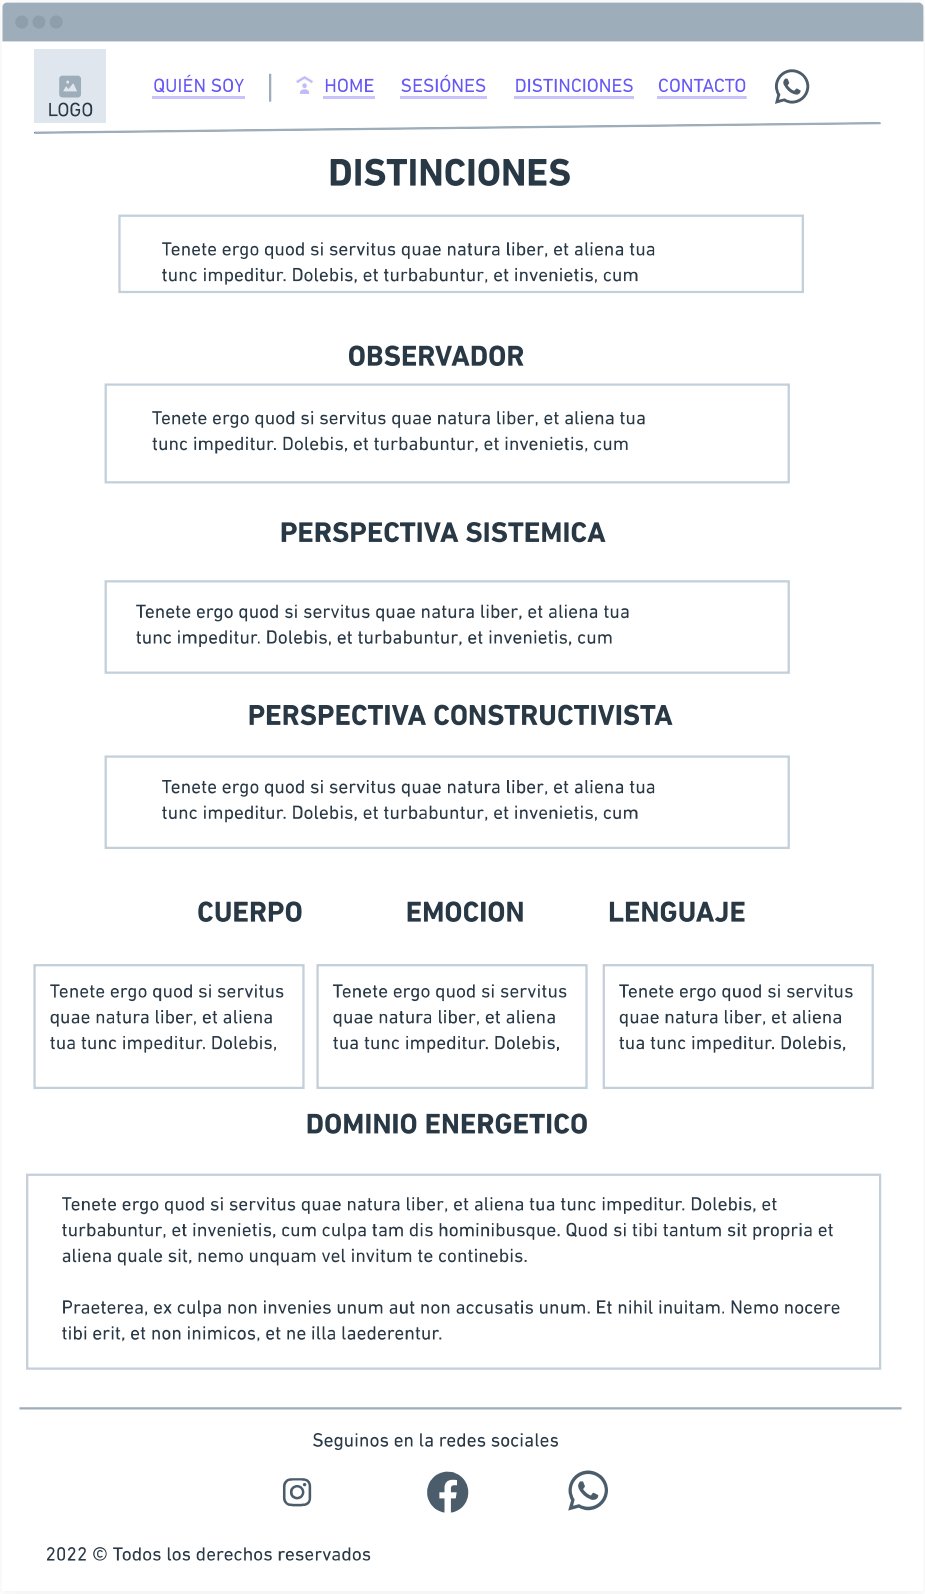 LOGO
QUIÉN SOY HOME SESIÓNES DISTINCIONES CONTACTO
DISTINCIONES
Tenete ergo quod si servitus quae natura liber, et aliena tua
tunc impeditur. Dolebis, et turbabuntur, et invenietis, cum
OBSERVADOR
Tenete ergo quod si servitus quae natura liber, et aliena tua
tunc impeditur. Dolebis, et turbabuntur, et invenietis, cum
PERSPECTIVA SISTEMICA
Tenete ergo quod si servitus quae natura liber, et aliena tua
tunc impeditur. Dolebis, et turbabuntur, et invenietis, cum
PERSPECTIVA CONSTRUCTIVISTA
Tenete ergo quod si servitus quae natura liber, et aliena tua
tunc impeditur. Dolebis, et turbabuntur, et invenietis, cum
CUERPO
Tenete ergo quod si servitus
quae natura liber, et aliena
tua tunc impeditur. Dolebis,
EMOCION
Tenete ergo quod si servitus
quae natura liber, et aliena
tua tunc impeditur. Dolebis,
LENGUAJE
Tenete ergo quod si servitus
quae natura liber, et aliena
tua tunc impeditur. Dolebis,
DOMINIO ENERGETICO
Tenete ergo quod si servitus quae natura liber, et aliena tua tunc impeditur. Dolebis, et
turbabuntur, et invenietis, cum culpa tam dis hominibusque. Quod si tibi tantum sit propria et
aliena quale sit, nemo unquam vel invitum te continebis.
Praeterea, ex culpa non invenies unum aut non accusatis unum. Et nihil inuitam. Nemo nocere
tibi erit, et non inimicos, et ne illa laederentur.
Seguinos en la redes sociales
2022 © Todos los derechos reservados